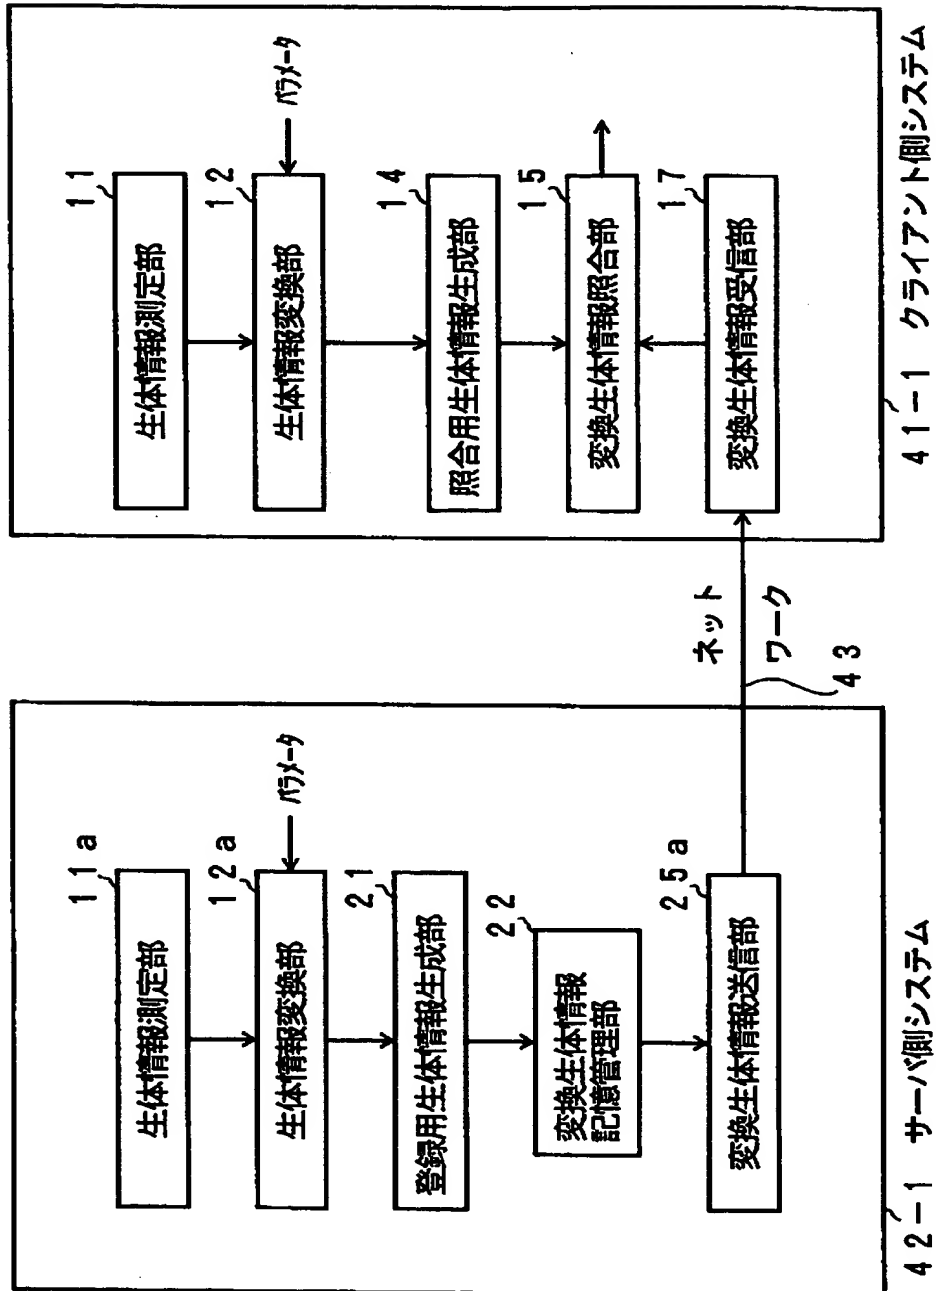 11
生体情報測定部
12
生体情報変換部
パラメータ
14
照合用生体情報生成部
15
変換生体情報照合部
17
変換生体情報受信部
41-1 クライアント側システム
ネット
ワーク
43
11a
生体情報測定部
12a
生体情報変換部
パラメータ
21
登録用生体情報生成部
22
変換生体情報
記憶管理部
25a
変換生体情報送信部
42-1 サーバ側システム